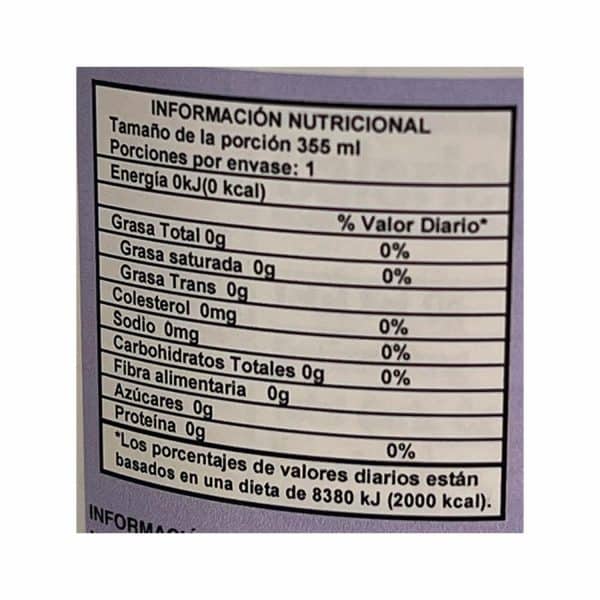 INFORMACIÓN NUTRICIONAL
Tamaño de la porción 355 ml
Porciones por envase: 1
Energía 0kJ(0 kcal)
% Valor Diario*
Grasa Total 0g 0%
Grasa saturada 0g 0%
Grasa Trans 0g
Colesterol 0mg 0%
Sodio 0mg 0%
Carbohidratos Totales 0g 0%
Fibra alimentaria 0g
Azúcares 0g
Proteína 0g 0%
*Los porcentajes de valores diarios están
basados en una dieta de 8380 kJ (2000 kcal).